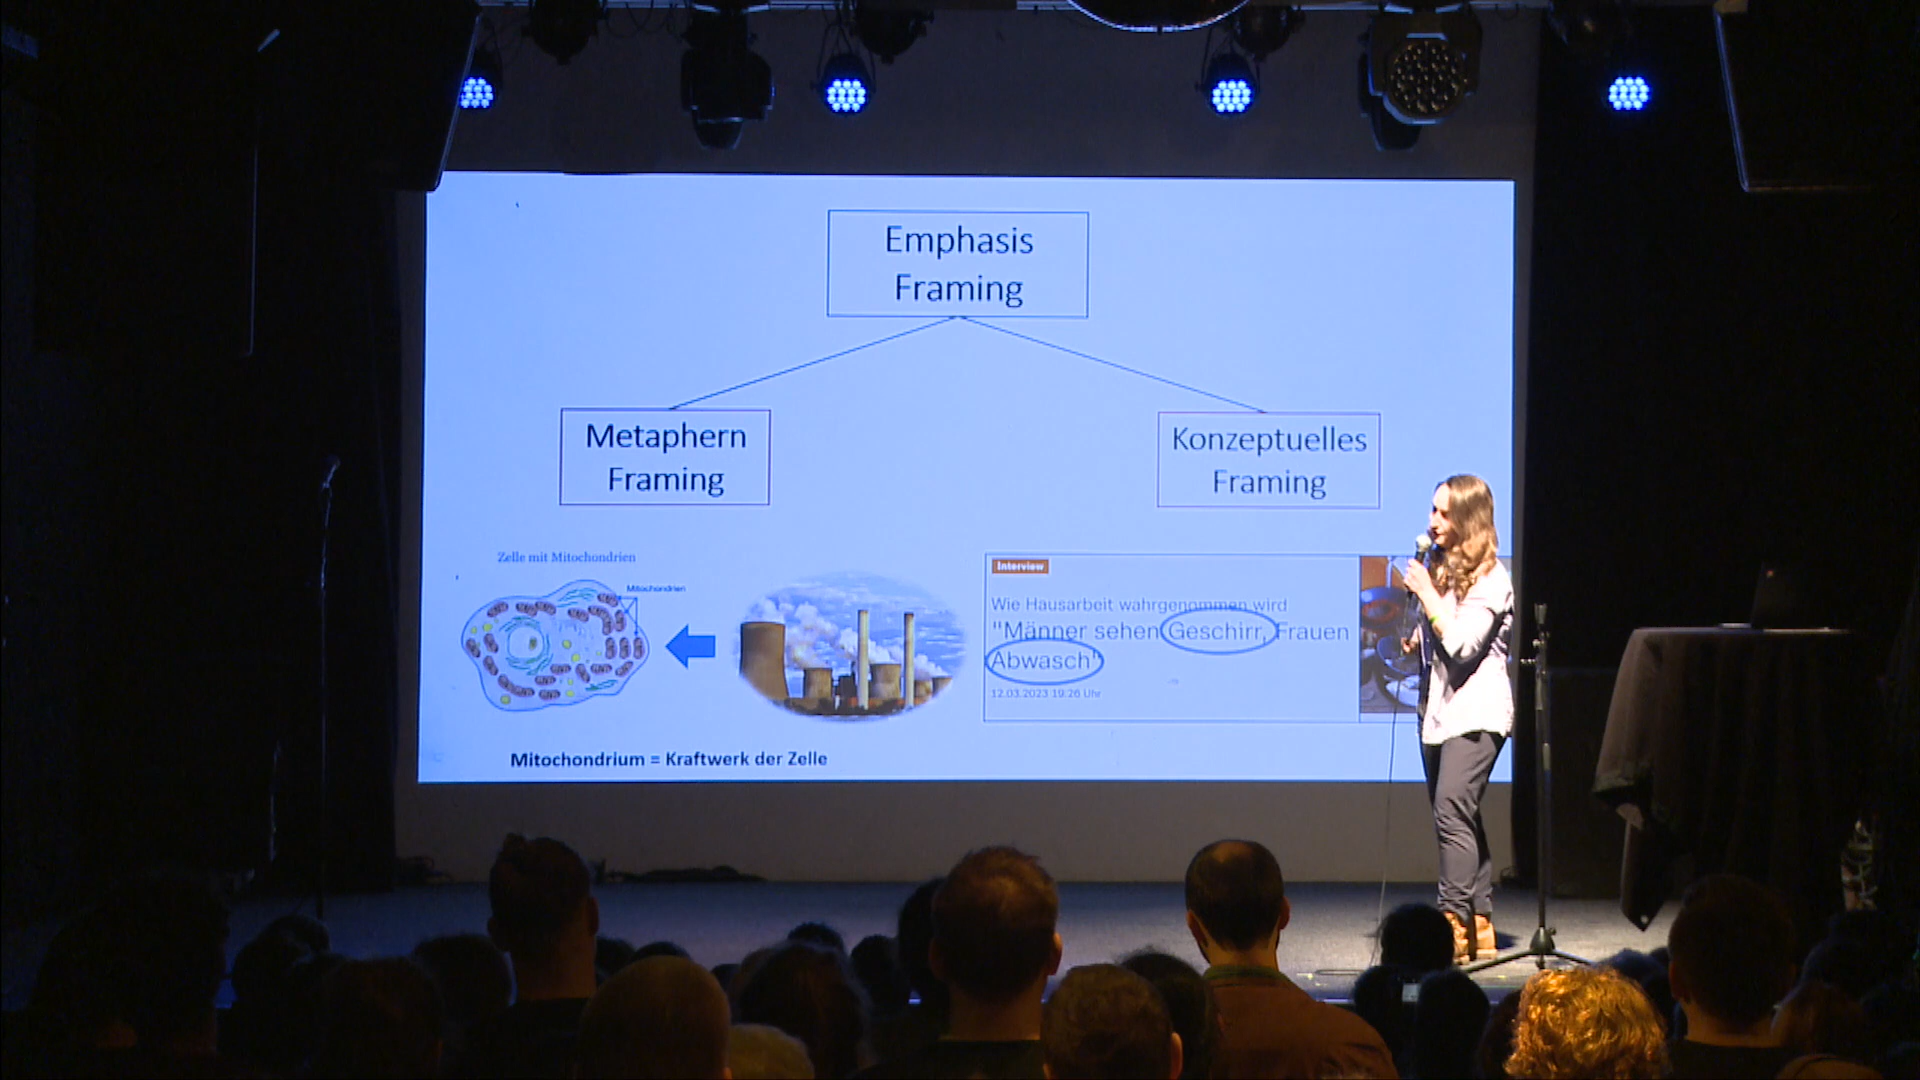 Emphasis
Framing
Metaphern
Framing
Konzeptuelles
Framing
Zelle mit Mitochondrien
Mitochondrien
Mitochondrium = Kraftwerk der Zelle
Interview
Wie Hausarbeit wahrgenommen wird
"Männer sehen Geschirr, Frauen
Abwasch"
12.03.2023 19:26 Uhr